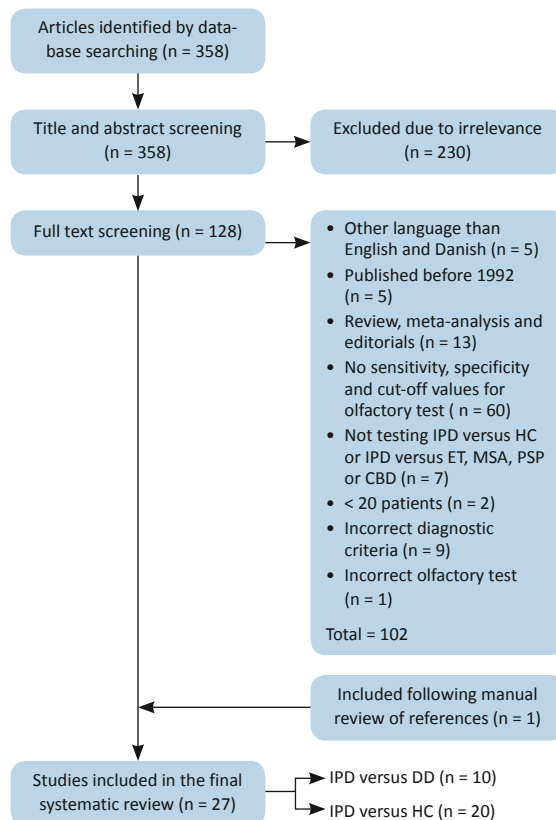 Articles identified by data-
base searching (n = 358)
Title and abstract screening
(n = 358)
Excluded due to irrelevance
(n = 230)
Full text screening (n = 128)
• Other language than
English and Danish (n = 5)
• Published before 1992
(n = 5)
• Review, meta-analysis and
editorials (n = 13)
• No sensitivity, specificity
and cut-off values for
olfactory test ( n = 60)
• Not testing IPD versus HC
or IPD versus ET, MSA, PSP
or CBD (n = 7)
• < 20 patients (n = 2)
• Incorrect diagnostic
criteria (n = 9)
• Incorrect olfactory test
(n = 1)
Total = 102
Included following manual
review of references (n = 1)
Studies included in the final
systematic review (n = 27)
IPD versus DD (n = 10)
IPD versus HC (n = 20)